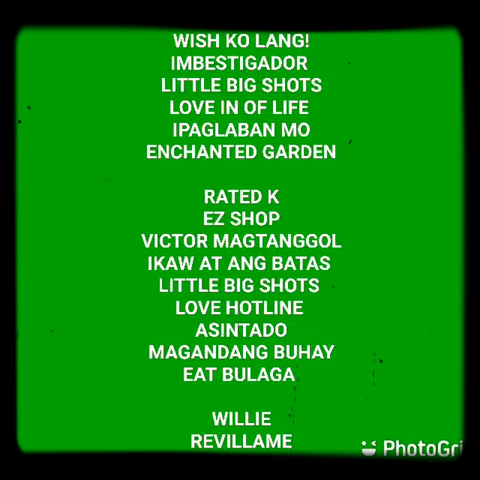 WISH KO LANG!
IMBESTIGADOR
LITTLE BIG SHOTS
LOVE IN OF LIFE
IPAGLABAN MO
ENCHANTED GARDEN
RATED K
EZ SHOP
VICTOR MAGTANGGOL
IKAW AT ANG BATAS
LITTLE BIG SHOTS
LOVE HOTLINE
ASINTADO
MAGANDANG BUHAY
EAT BULAGA
WILLIE
REVILLAME
PhotoGri